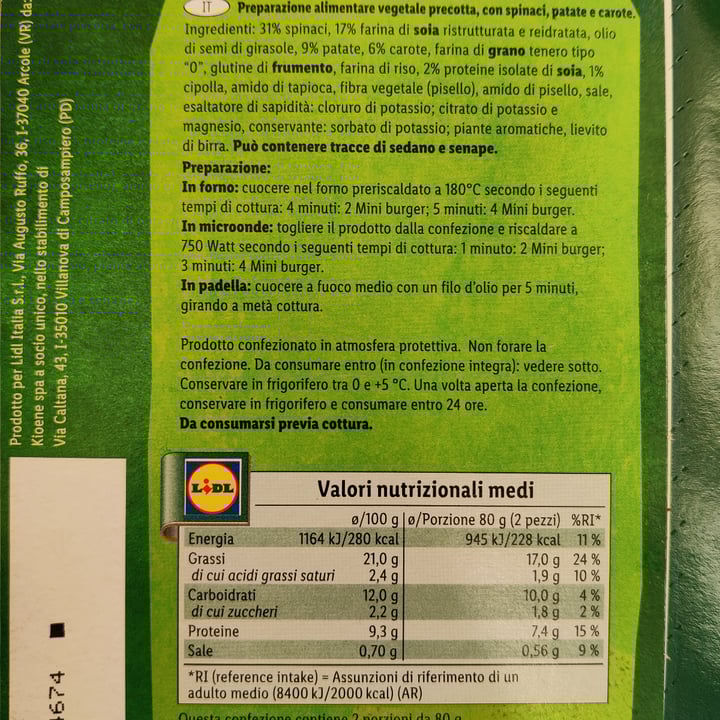 IT Preparazione alimentare vegetale precotta, con spinaci, patate e carote.
Ingredienti: 31% spinaci, 17% farina di soia ristrutturata e reidratata, olio
di semi di girasole, 9% patate, 6% carote, farina di grano tenero tipo
"0", glutine di frumento, farina di riso, 2% proteine isolate di soia, 1%
cipolla, amido di tapioca, fibra vegetale (pisello), amido di pisello, sale,
esaltatore di sapidità: cloruro di potassio; citrato di potassio e
magnesio, conservante: sorbato di potassio; piante aromatiche, lievito
di birra. Può contenere tracce di sedano e senape.
Preparazione:
In forno: cuocere nel forno preriscaldato a 180°C secondo i seguenti
tempi di cottura: 4 minuti: 2 Mini burger; 5 minuti: 4 Mini burger.
In microonde: togliere il prodotto dalla confezione e riscaldare a
750 Watt secondo i seguenti tempi di cottura: 1 minuto: 2 Mini burger;
3 minuti: 4 Mini burger.
In padella: cuocere a fuoco medio con un filo d'olio per 5 minuti,
girando a metà cottura.
Prodotto confezionato in atmosfera protettiva. Non forare la
confezione. Da consumare entro (in confezione integra): vedere sotto.
Conservare in frigorifero tra 0 e +5 °C. Una volta aperta la confezione,
conservare in frigorifero e consumare entro 24 ore.
Da consumarsi previa cottura.
LIDL
Valori nutrizionali medi
ø/100 g ø/Porzione 80 g (2 pezzi) %RI*
Energia 1164 kJ/280 kcal 945 kJ/228 kcal 11 %
Grassi 21,0 g 17,0 g 24 %
di cui acidi grassi saturi 2,4 g 1,9 g 10 %
Carboidrati 12,0 g 10,0 g 4 %
di cui zuccheri 2,2 g 1,8 g 2 %
Proteine 9,3 g 7,4 g 15 %
Sale 0,70 g 0,56 g 9 %
*RI (reference intake) = Assunzioni di riferimento di un
adulto medio (8400 kJ/2000 kcal) (AR)
Questa confezione contiene 2 porzioni da 80 g
Prodotto per Lidl Italia S.r.l., Via Augusto Ruffo, 36, I-37040 Arcole (VR) da:
Kioene spa a socio unico, nello stabilimento di
Via Caltana, 43, I-35010 Villanova di Camposampiero (PD)
4674